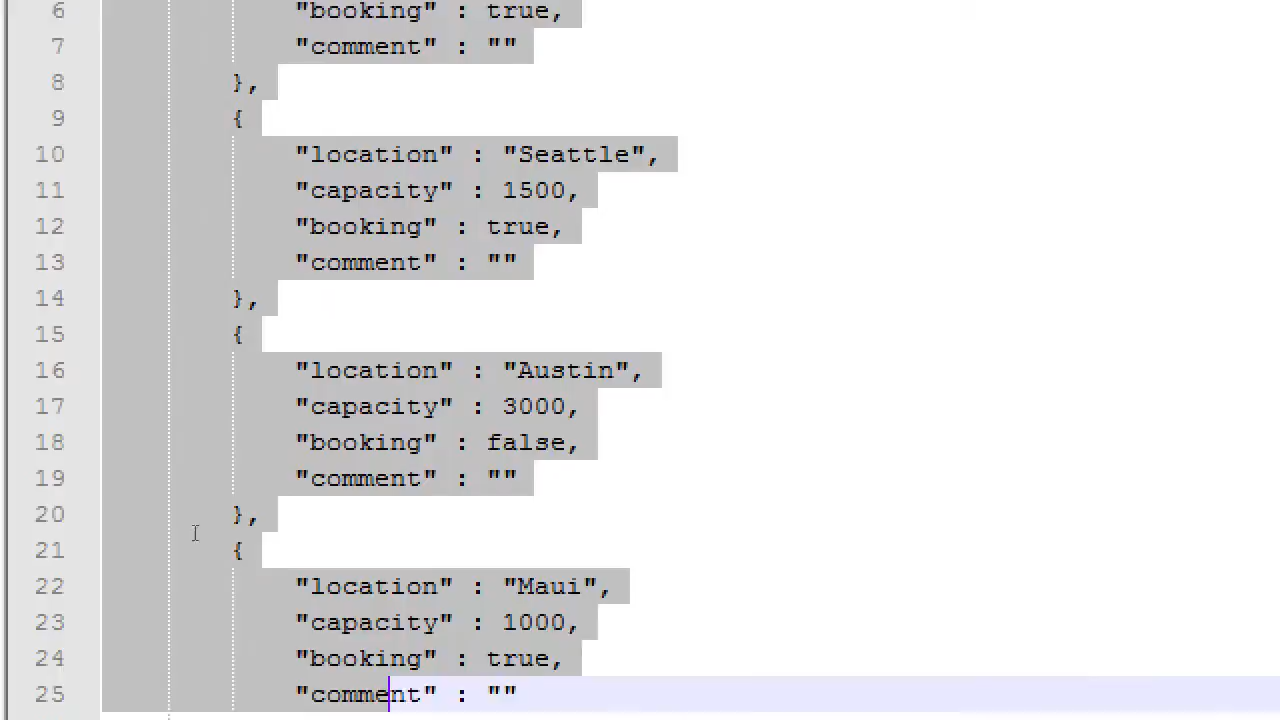 6 "booking" : true,
7 "comment" : ""
8 },
9 {
10 "location" : "Seattle",
11 "capacity" : 1500,
12 "booking" : true,
13 "comment" : ""
14 },
15 {
16 "location" : "Austin",
17 "capacity" : 3000,
18 "booking" : false,
19 "comment" : ""
20 },
21 {
22 "location" : "Maui",
23 "capacity" : 1000,
24 "booking" : true,
25 "comment" : ""